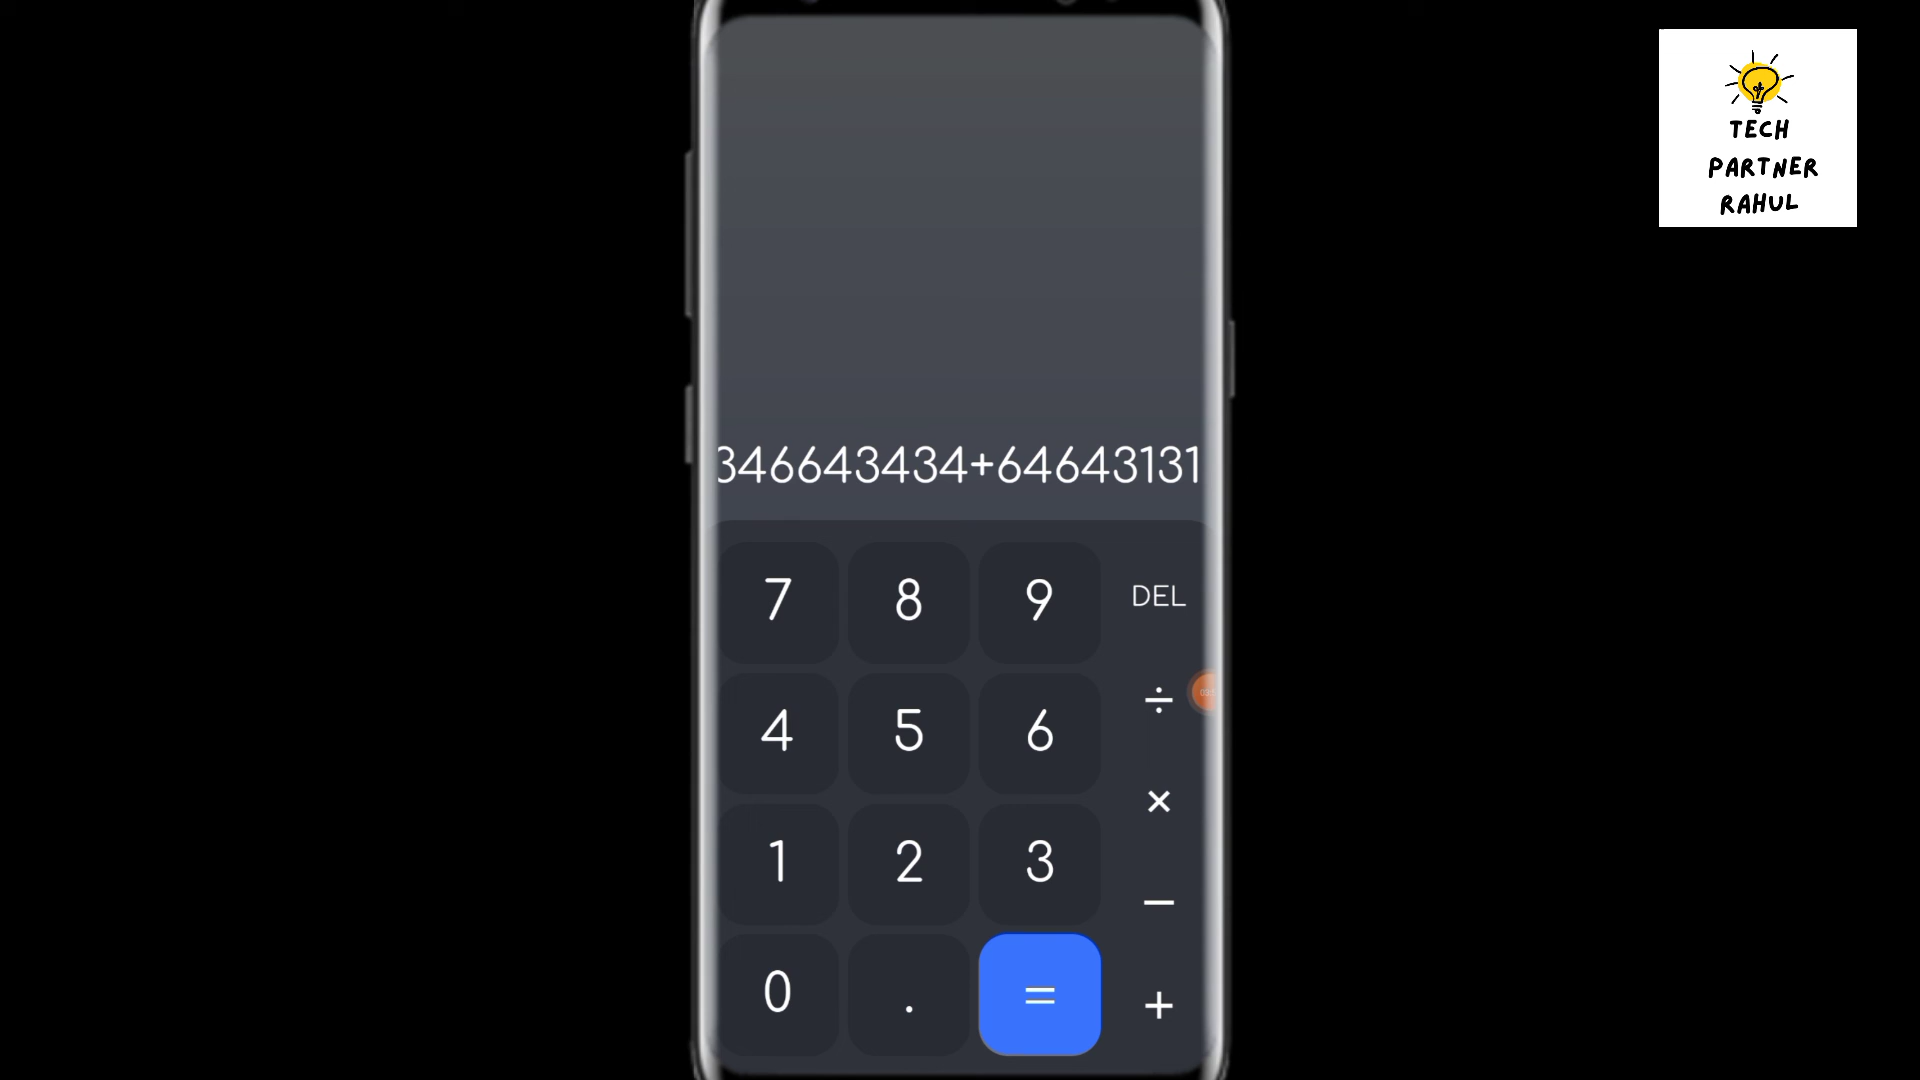 TECH
PARTNER
RAHUL
346643434+64643131
7 8 9 DEL
÷
4 5 6
×
1 2 3
−
0 . = +